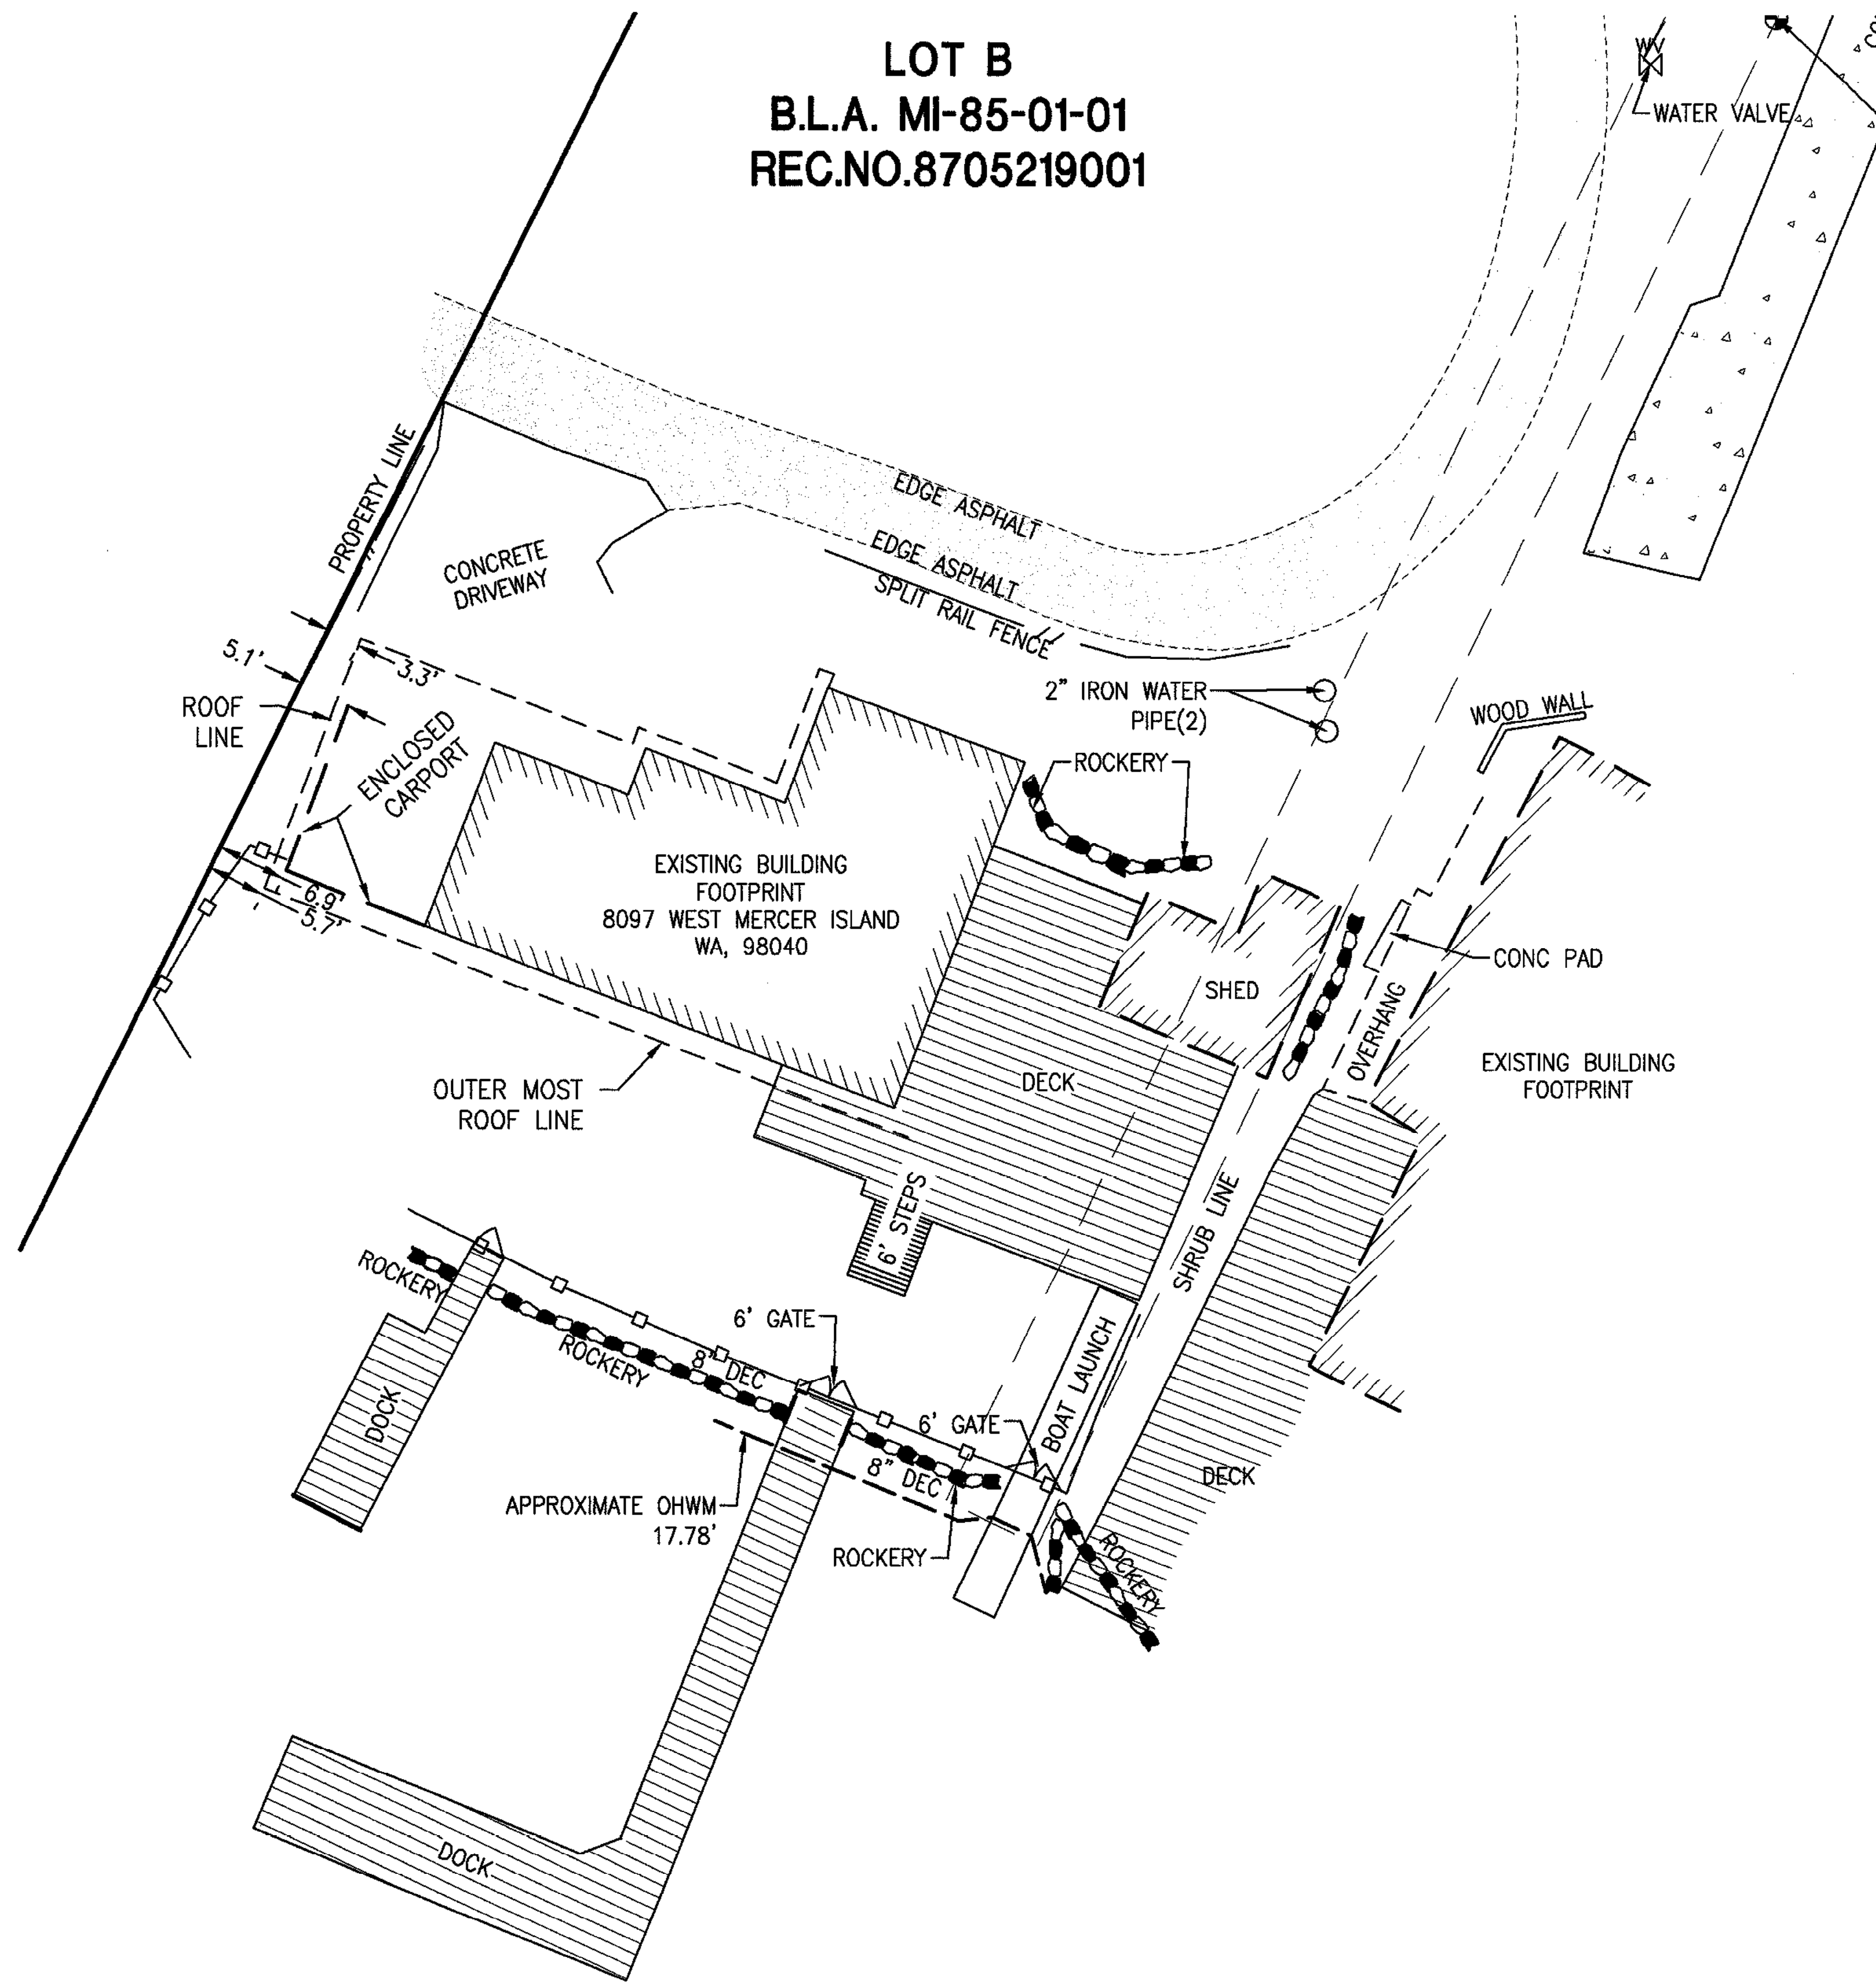 LOT B
B.L.A. MI-85-01-01
REC.NO.8705219001
WV
WATER VALVE
PROPERTY LINE
CONCRETE
DRIVEWAY
EDGE ASPHALT
EDGE ASPHALT
SPLIT RAIL FENCE
5.1'
3.3'
ROOF
LINE
ENCLOSED
CARPORT
2" IRON WATER
PIPE(2)
WOOD WALL
ROCKERY
EXISTING BUILDING
FOOTPRINT
8097 WEST MERCER ISLAND
WA, 98040
6.9'
5.7'
SHED
CONC PAD
OVERHANG
EXISTING BUILDING
FOOTPRINT
OUTER MOST
ROOF LINE
DECK
6' STEPS
SHRUB LINE
ROCKERY
ROCKERY
8" DEC
6' GATE
DOCK
BOAT LAUNCH
6' GATE
8" DEC
DECK
APPROXIMATE OHWM
17.78'
ROCKERY
ROCKERY
DOCK